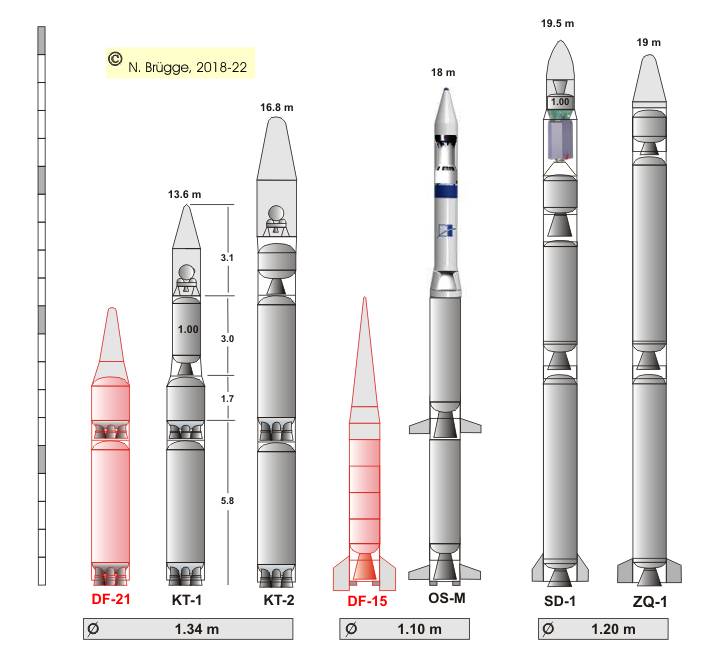 © N. Brügge, 2018-22
19.5 m
19 m
18 m
16.8 m
13.6 m
1.00
3.1
1.00
3.0
1.7
5.8
DF-21
KT-1
KT-2
DF-15
OS-M
SD-1
ZQ-1
Ø 1.34 m
Ø 1.10 m
Ø 1.20 m